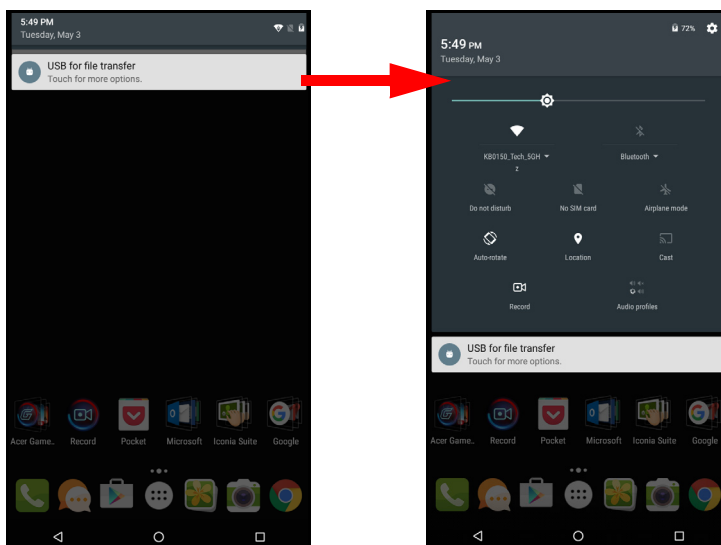 5:49 PM
Tuesday, May 3
USB for file transfer
Touch for more options.
Acer Game.. Record Pocket Microsoft Iconia Suite Google
72%
5:49 PM
Tuesday, May 3
KB0150_Tech_5GH
z
Bluetooth
Do not disturb No SIM card Airplane mode
Auto-rotate Location Cast
Record Audio profiles
USB for file transfer
Touch for more options.
Acer Game.. Record Pocket Microsoft Iconia Suite Google